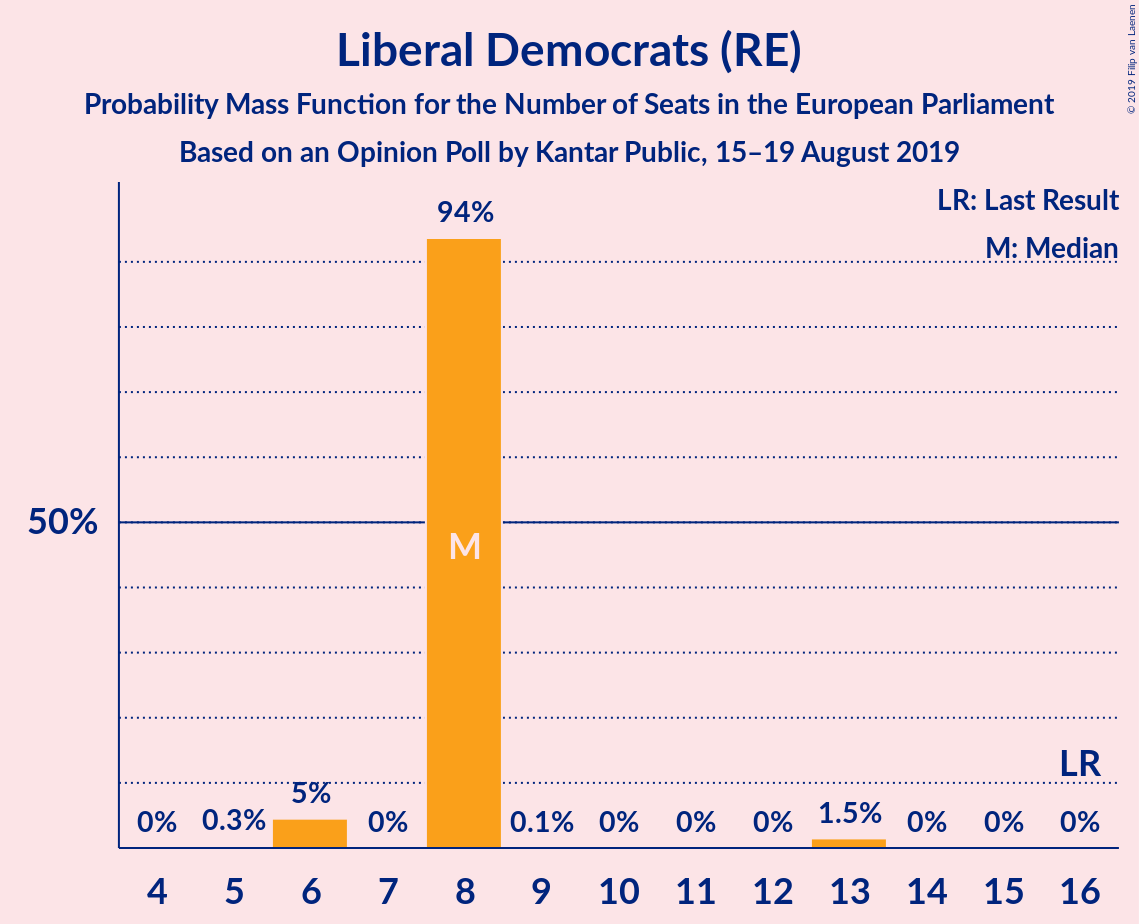 Liberal Democrats (RE)
Probability Mass Function for the Number of Seats in the European Parliament
Based on an Opinion Poll by Kantar Public, 15–19 August 2019
© 2019 Filip van Laenen
LR: Last Result
M: Median
94%
50%
M
LR
0% 0.3% 5% 0% 0.1% 0% 0% 0% 1.5% 0% 0% 0%
4 5 6 7 8 9 10 11 12 13 14 15 16